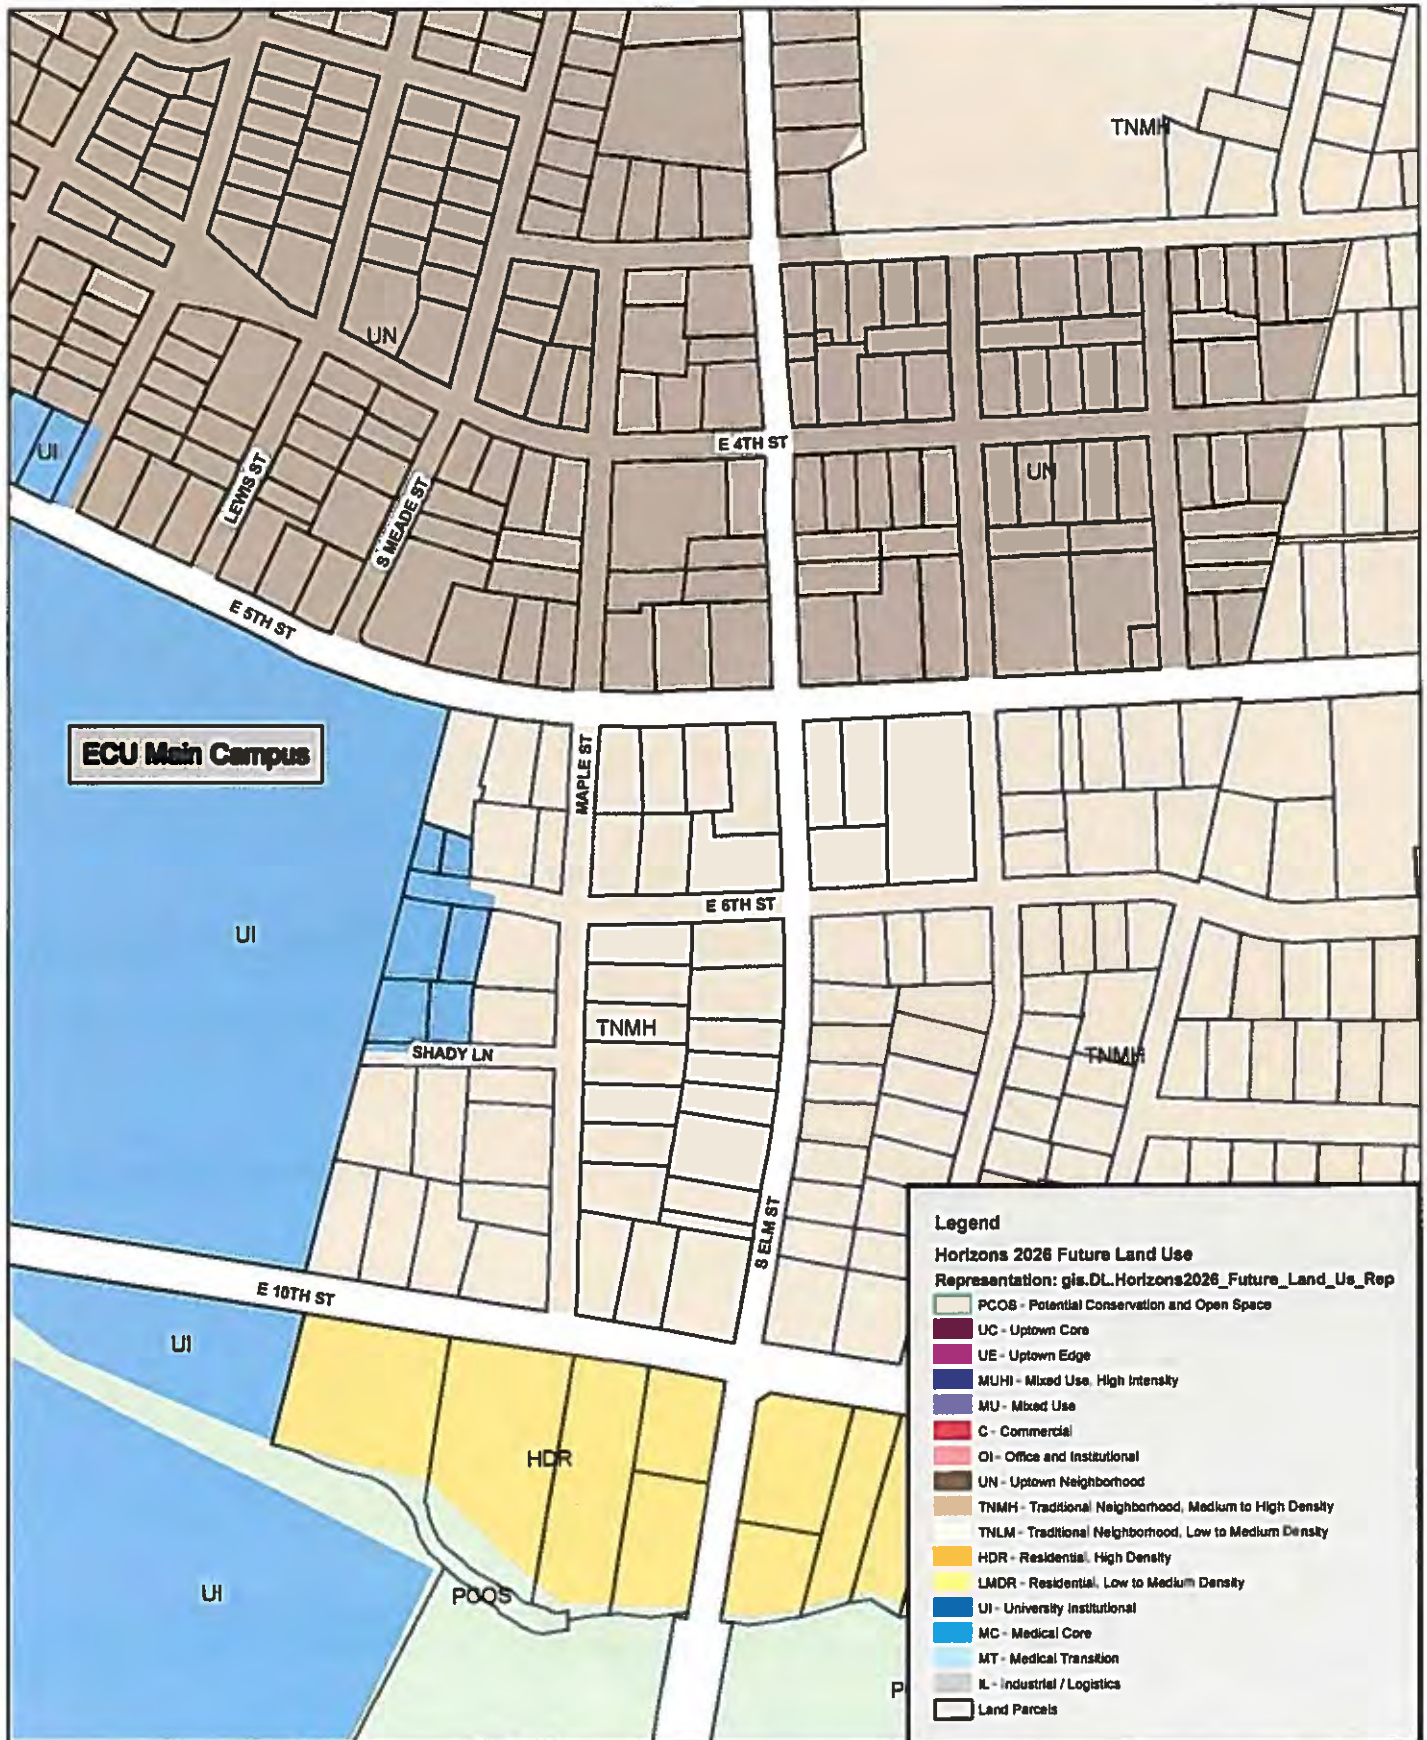 TNMH
UN
E 4TH ST
UI
UN
LEWIS ST
S MEADE ST
E 5TH ST
ECU Main Campus
MAPLE ST
E 6TH ST
UI
TNMH
TNMH
SHADY LN
S ELM ST
E 10TH ST
UI
HDR
UI
PCOS
P
Legend
Horizons 2026 Future Land Use
Representation: gis.DL.Horizons2026_Future_Land_Us_Rep
PCOS - Potential Conservation and Open Space
UC - Uptown Core
UE - Uptown Edge
MUHI - Mixed Use, High Intensity
MU - Mixed Use
C - Commercial
OI - Office and Institutional
UN - Uptown Neighborhood
TNMH - Traditional Neighborhood, Medium to High Density
TNLM - Traditional Neighborhood, Low to Medium Density
HDR - Residential, High Density
LMDR - Residential, Low to Medium Density
UI - University Institutional
MC - Medical Core
MT - Medical Transition
IL - Industrial / Logistics
Land Parcels